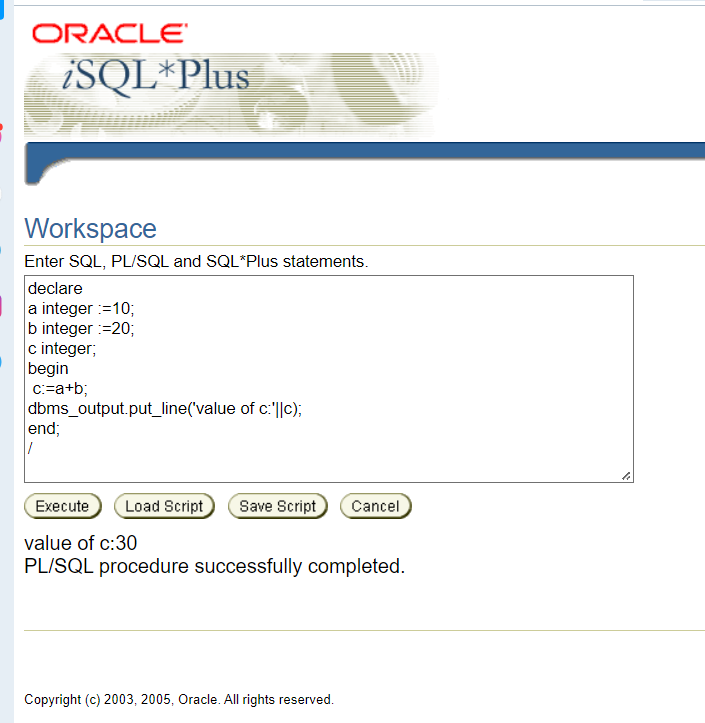 ORACLE
iSQL*Plus
Workspace
Enter SQL, PL/SQL and SQL*Plus statements.
declare
a integer :=10;
b integer :=20;
c integer;
begin
c:=a+b;
dbms_output.put_line('value of c:'||c);
end;
/
Execute Load Script Save Script Cancel
value of c:30
PL/SQL procedure successfully completed.
Copyright (c) 2003, 2005, Oracle. All rights reserved.